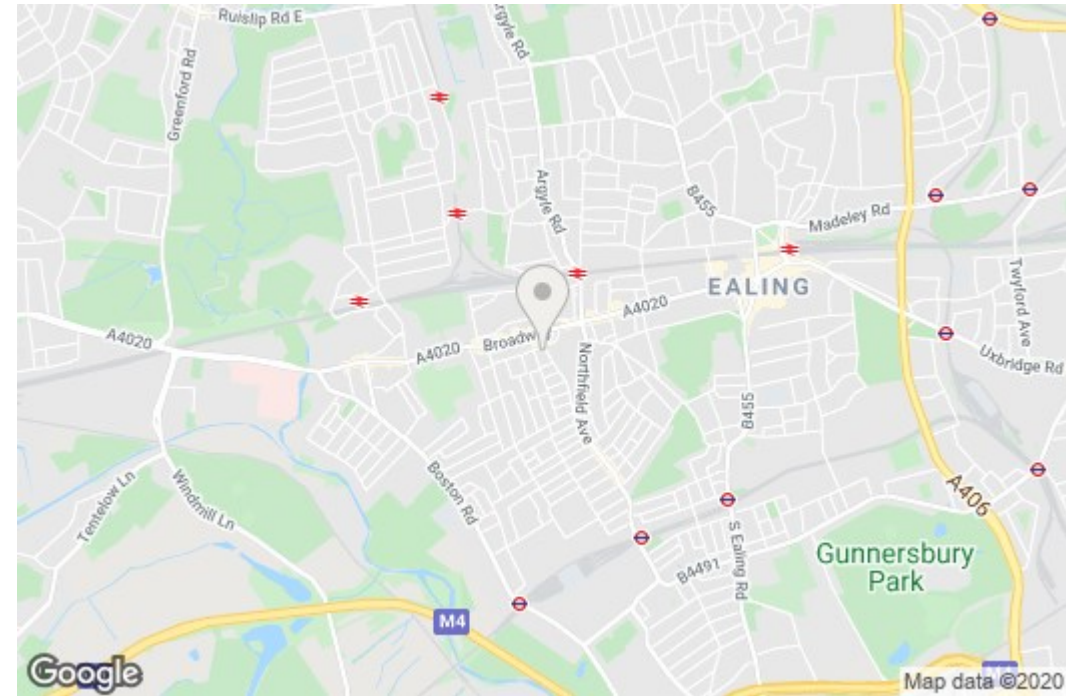 Ruislip Rd E
Argyle Rd
Greenford Rd
Argyle Rd
B455
Madeley Rd
EALING
Twyford Ave
A4020
A4020
Broadway
A4020
Uxbridge Rd
Northfield Ave
B455
Tentelow Ln
Windmill Ln
Boston Rd
A406
S Ealing Rd
B4491
Gunnersbury
Park
M4
Google
Map data ©2020